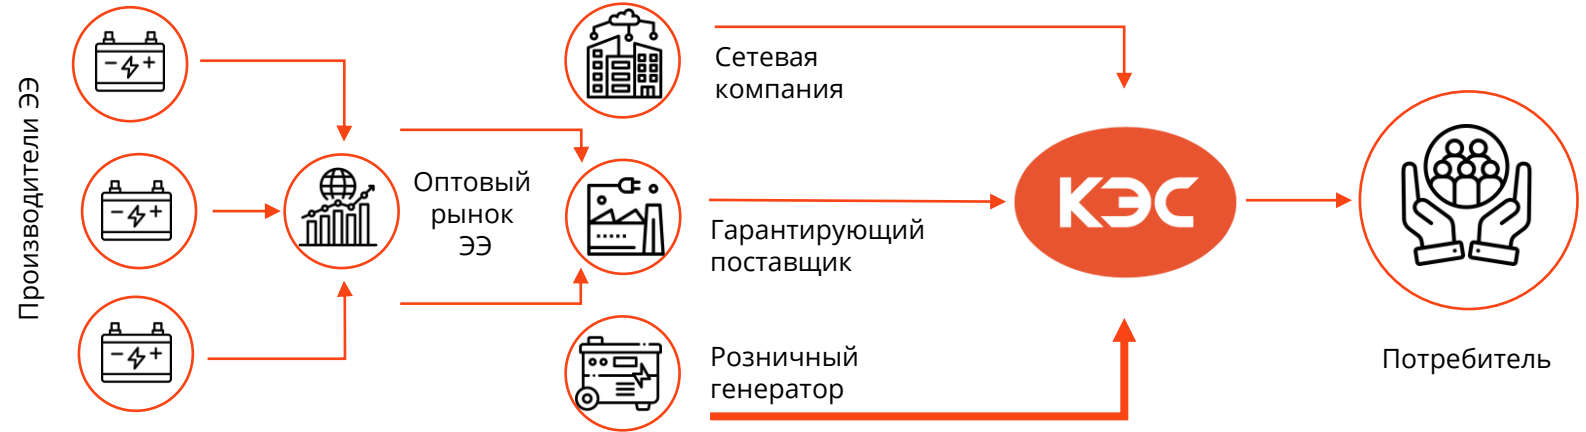 Производители ЭЭ
Оптовый
рынок
ЭЭ
Сетевая
компания
Гарантирующий
поставщик
Розничный
генератор
КЭС
Потребитель